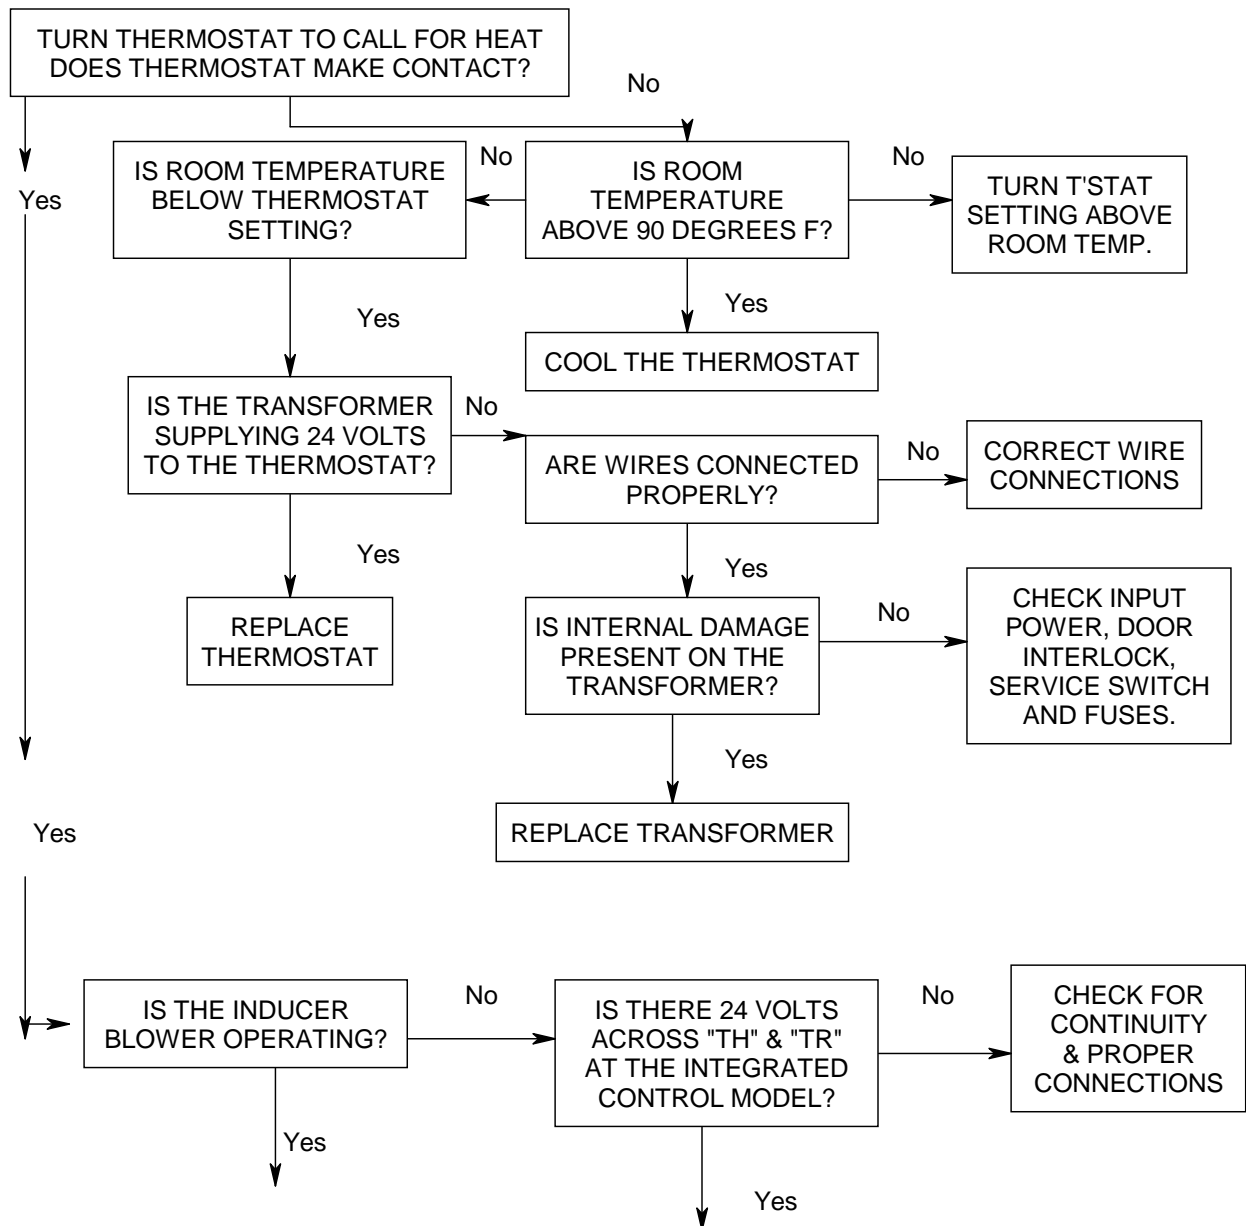 TURN THERMOSTAT TO CALL FOR HEAT
DOES THERMOSTAT MAKE CONTACT?
No
Yes
IS ROOM TEMPERATURE
BELOW THERMOSTAT
SETTING?
No
IS ROOM
TEMPERATURE
ABOVE 90 DEGREES F?
No
TURN T'STAT
SETTING ABOVE
ROOM TEMP.
Yes
Yes
COOL THE THERMOSTAT
IS THE TRANSFORMER
SUPPLYING 24 VOLTS
TO THE THERMOSTAT?
No
ARE WIRES CONNECTED
PROPERLY?
No
CORRECT WIRE
CONNECTIONS
Yes
Yes
REPLACE
THERMOSTAT
IS INTERNAL DAMAGE
PRESENT ON THE
TRANSFORMER?
No
CHECK INPUT
POWER, DOOR
INTERLOCK,
SERVICE SWITCH
AND FUSES.
Yes
REPLACE TRANSFORMER
Yes
IS THE INDUCER
BLOWER OPERATING?
No
IS THERE 24 VOLTS
ACROSS "TH" & "TR"
AT THE INTEGRATED
CONTROL MODEL?
No
CHECK FOR
CONTINUITY
& PROPER
CONNECTIONS
Yes
Yes